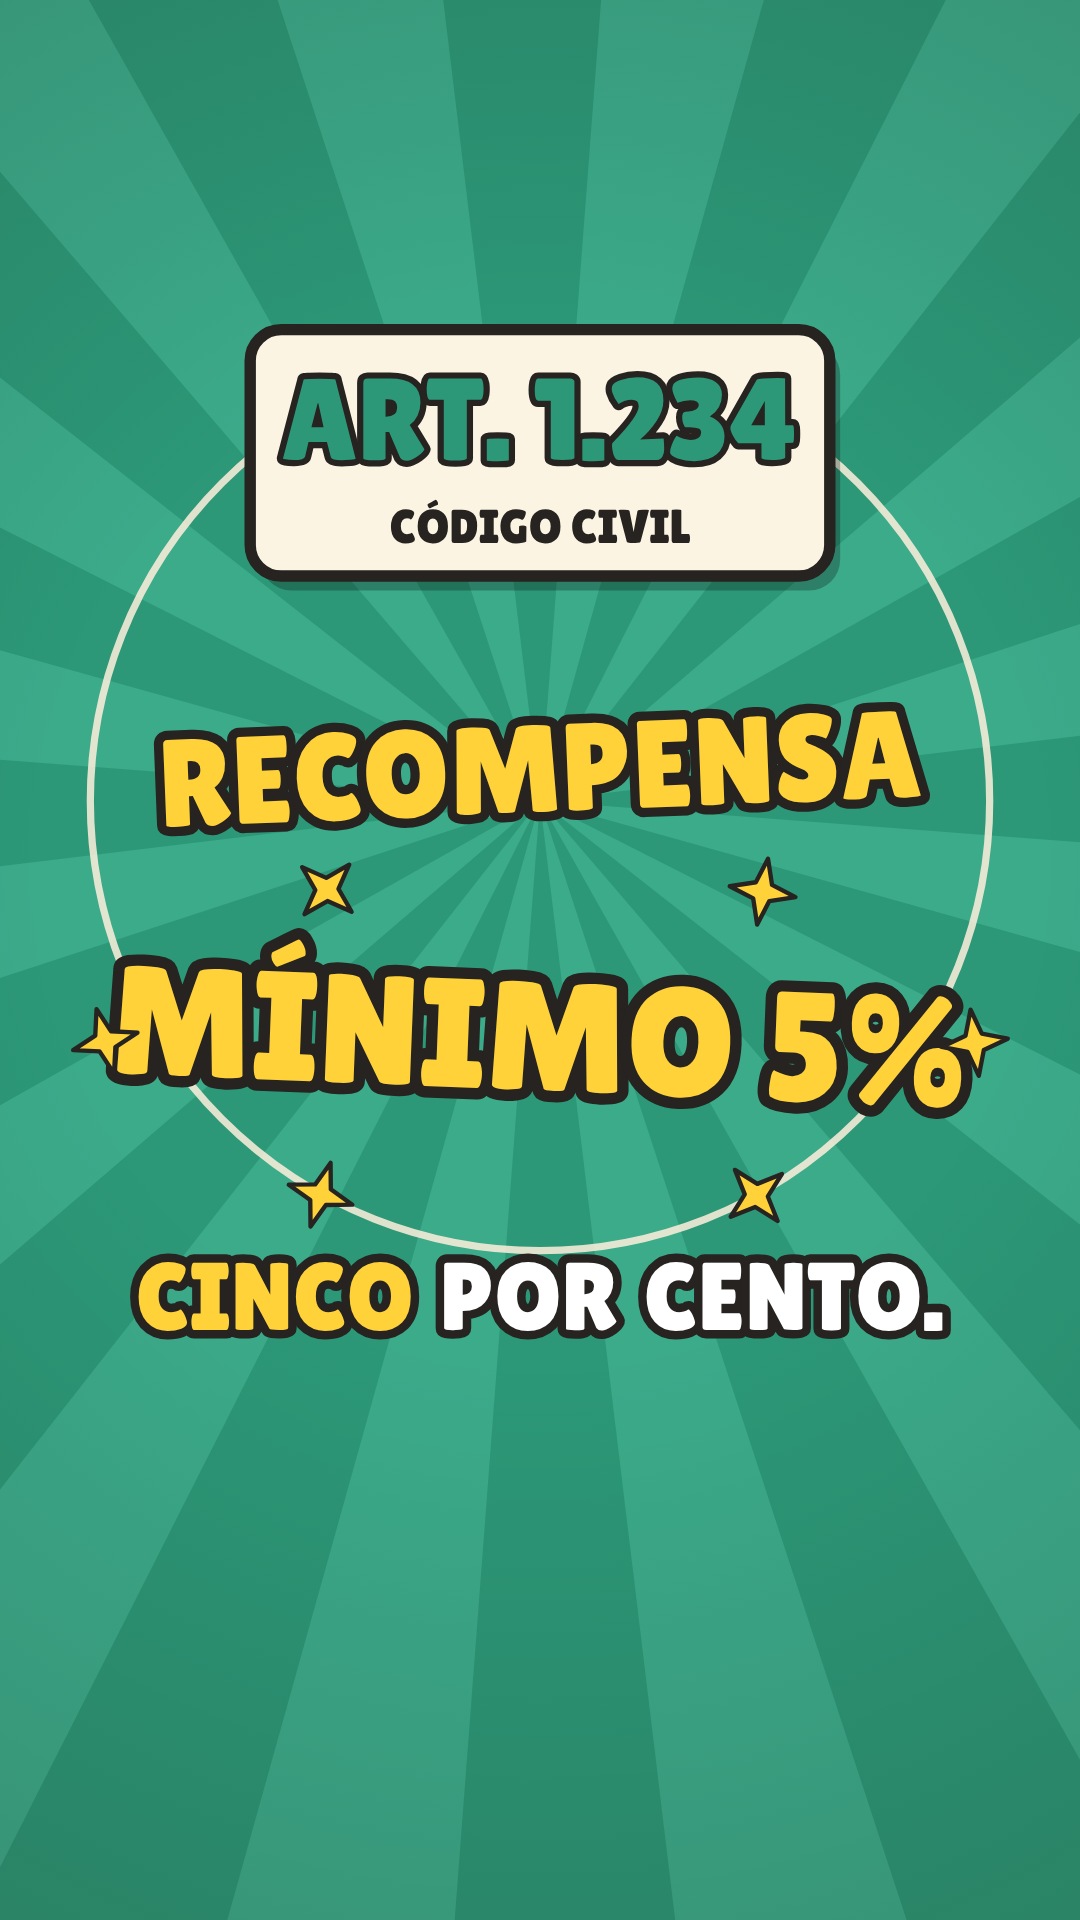 ART. 1.234
CÓDIGO CIVIL
RECOMPENSA
MÍNIMO 5%
CINCO POR CENTO.